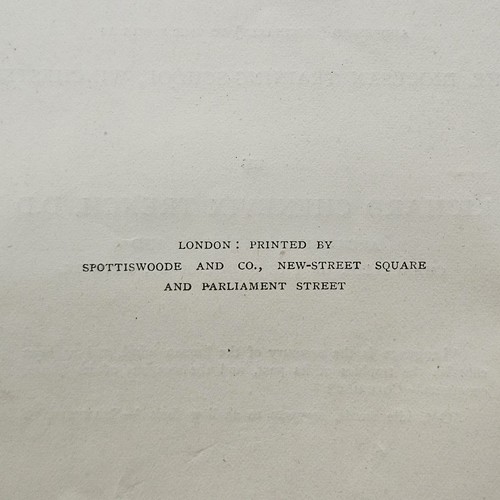 LONDON: PRINTED BY
SPOTTISWOODE AND CO., NEW-STREET SQUARE
AND PARLIAMENT STREET